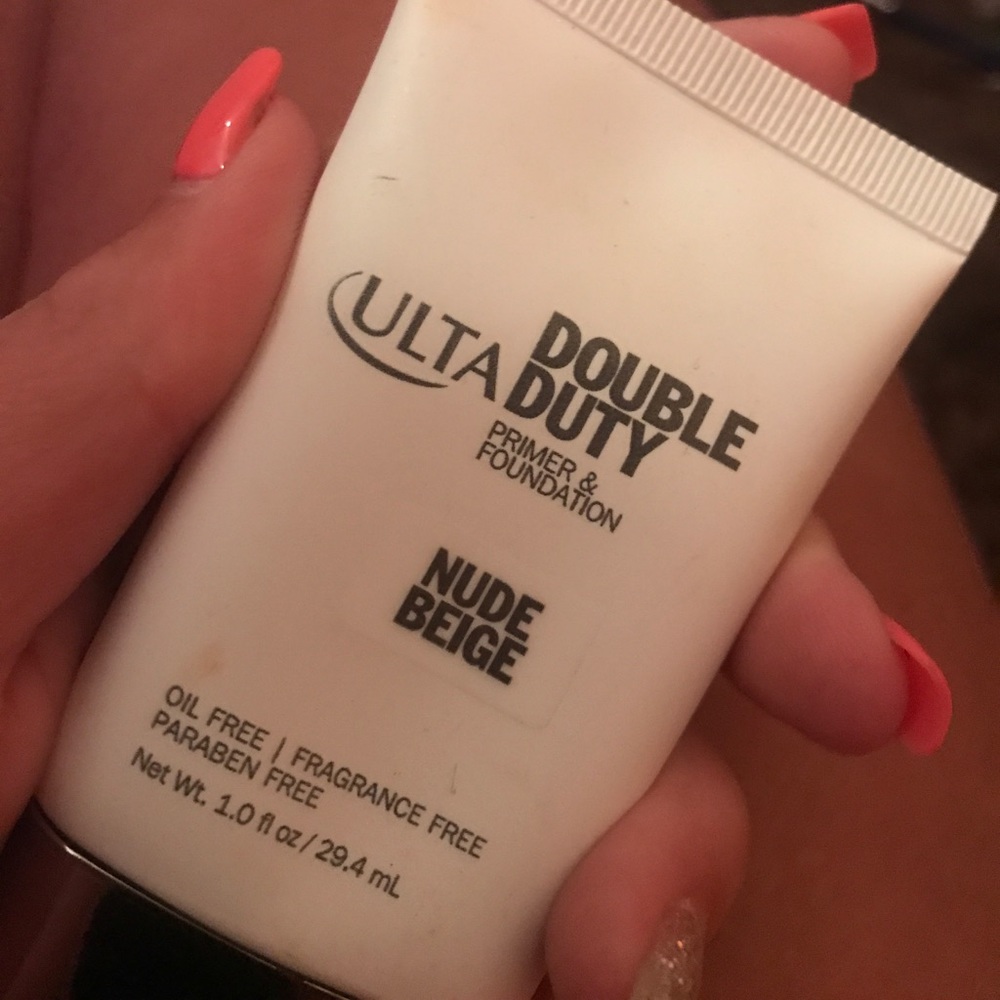 ULTA
DOUBLE
DUTY
PRIMER &
FOUNDATION
NUDE
BEIGE
OIL FREE | FRAGRANCE FREE
PARABEN FREE
Net Wt. 1.0 fl oz / 29.4 mL